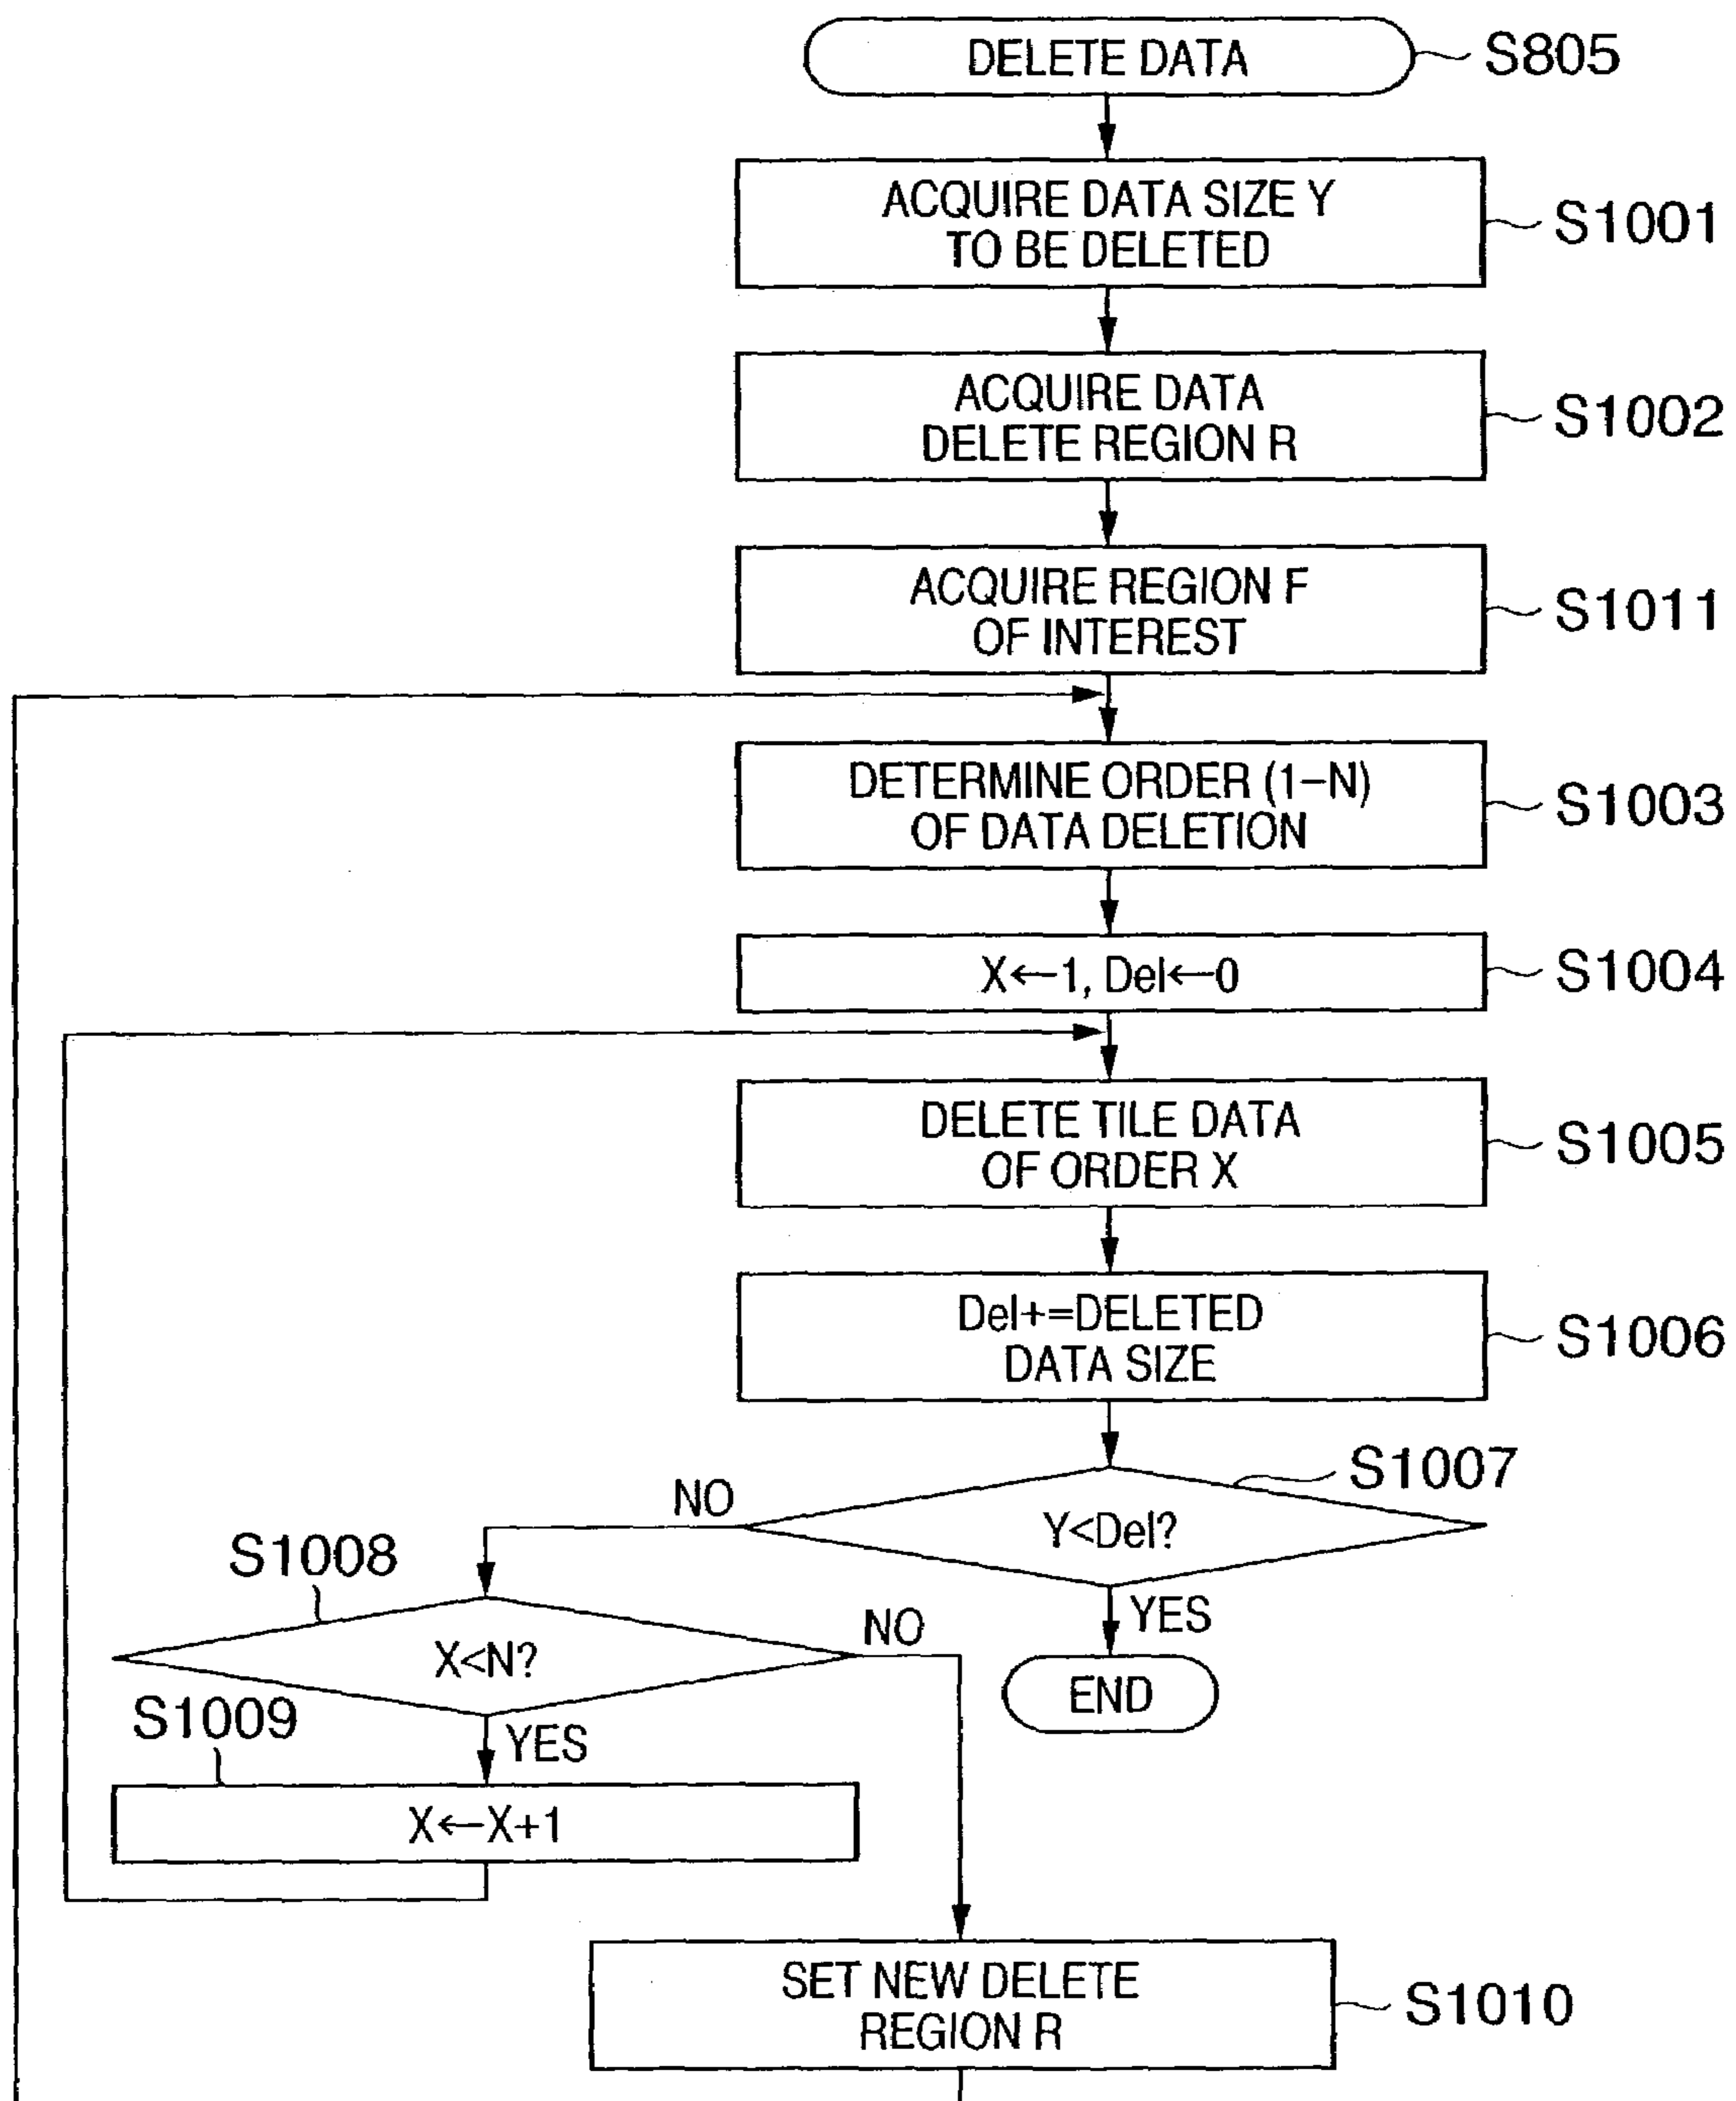 DELETE DATA
S805
ACQUIRE DATA SIZE Y
TO BE DELETED
S1001
ACQUIRE DATA
DELETE REGION R
S1002
ACQUIRE REGION F
OF INTEREST
S1011
DETERMINE ORDER (1-N)
OF DATA DELETION
S1003
X←1, Del←0
S1004
DELETE TILE DATA
OF ORDER X
S1005
Del+=DELETED
DATA SIZE
S1006
S1007
NO
Y<Del?
YES
END
S1008
X<N?
NO
YES
S1009
X←X+1
SET NEW DELETE
REGION R
S1010